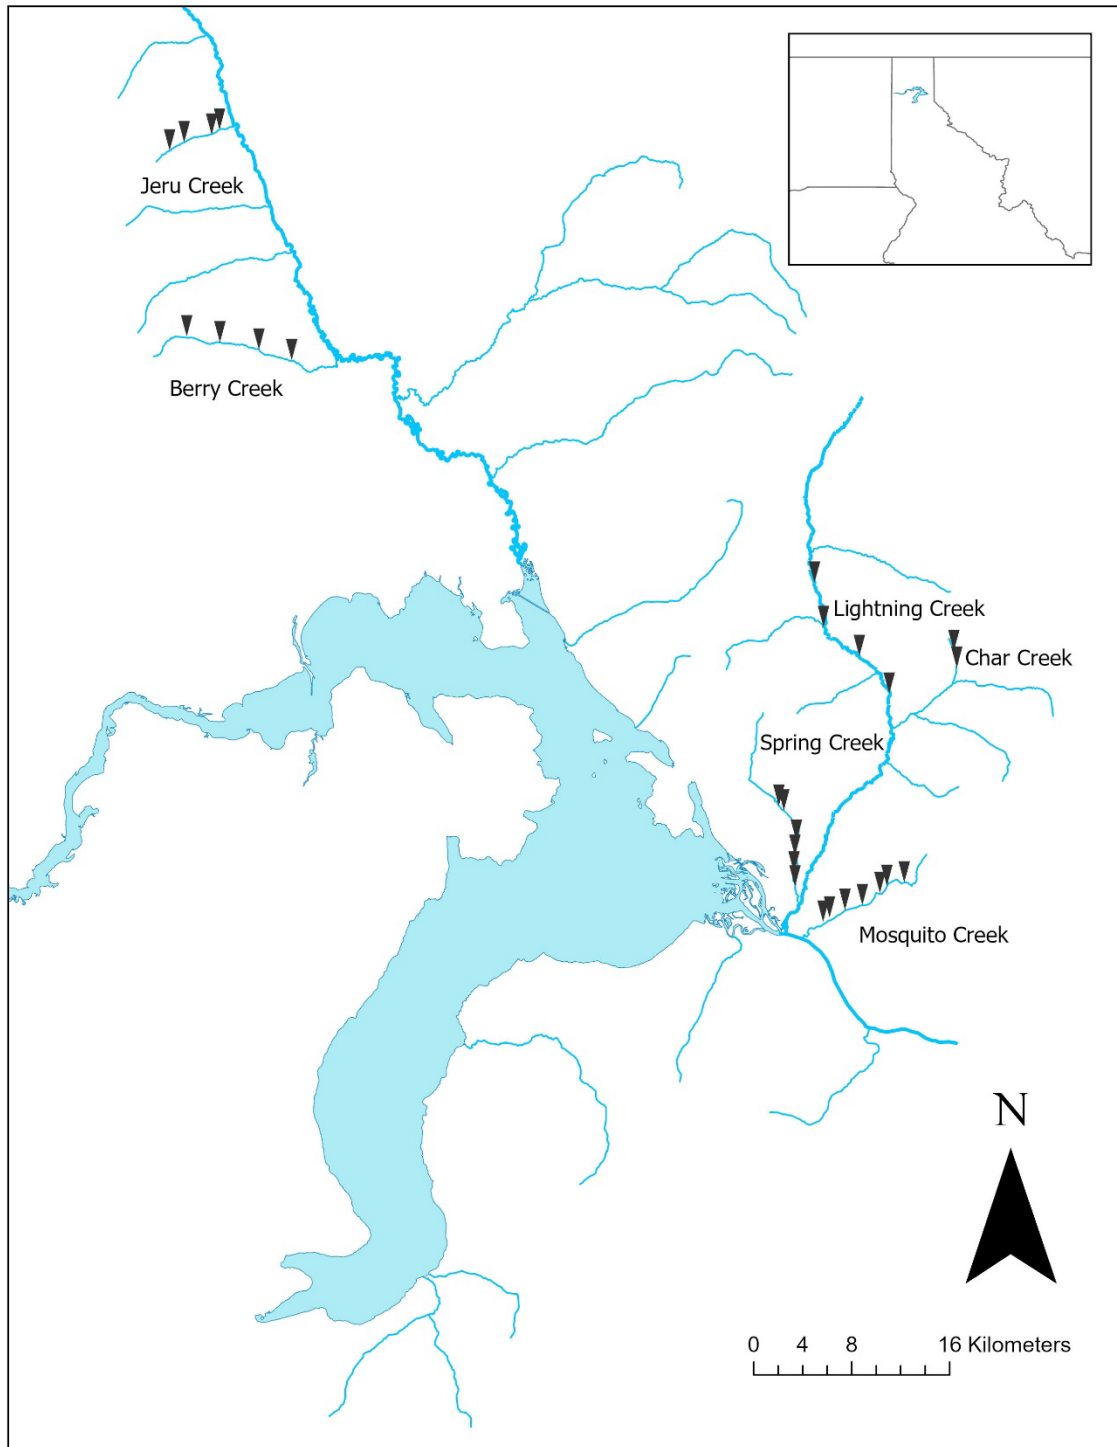 Jeru Creek
Berry Creek
Lightning Creek
Char Creek
Spring Creek
Mosquito Creek
N
0 4 8 16 Kilometers